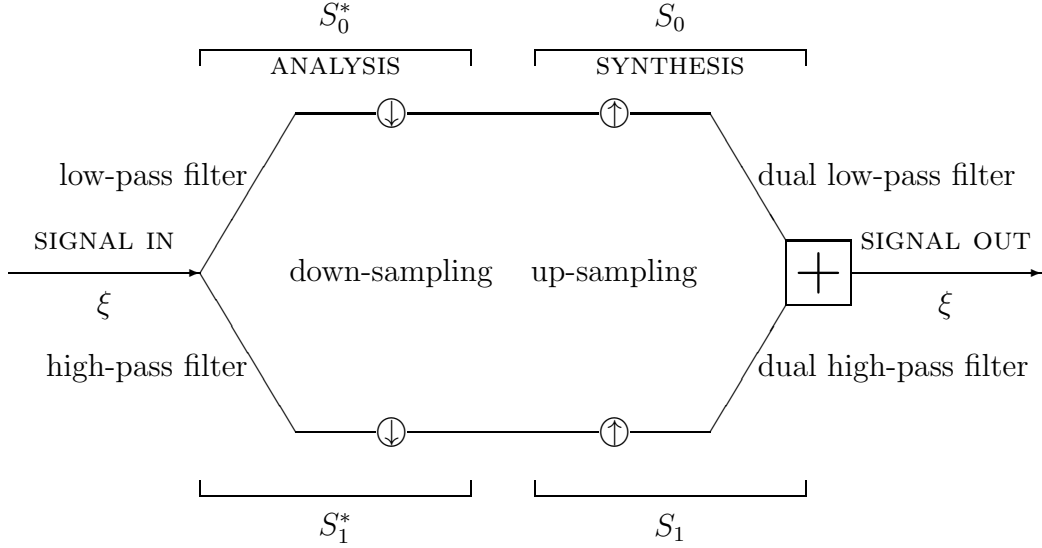 S₀* S₀
ANALYSIS SYNTHESIS
↓ ↑
low-pass filter dual low-pass filter
SIGNAL IN SIGNAL OUT
down-sampling up-sampling +
ξ ξ
high-pass filter dual high-pass filter
↓ ↑
S₁* S₁